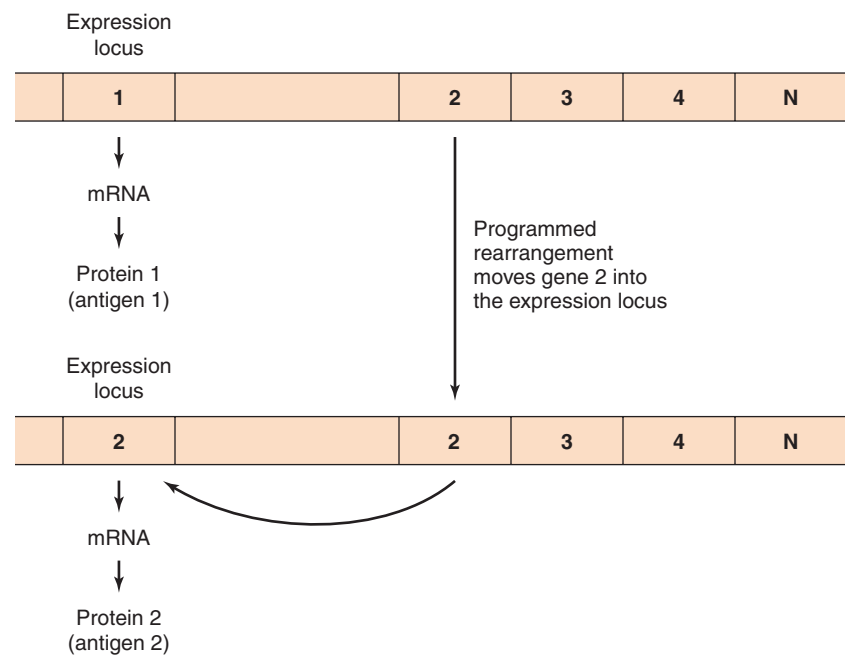 Expression
locus
1 2 3 4 N
mRNA
Protein 1
(antigen 1)
Programmed
rearrangement
moves gene 2 into
the expression locus
Expression
locus
2 2 3 4 N
mRNA
Protein 2
(antigen 2)